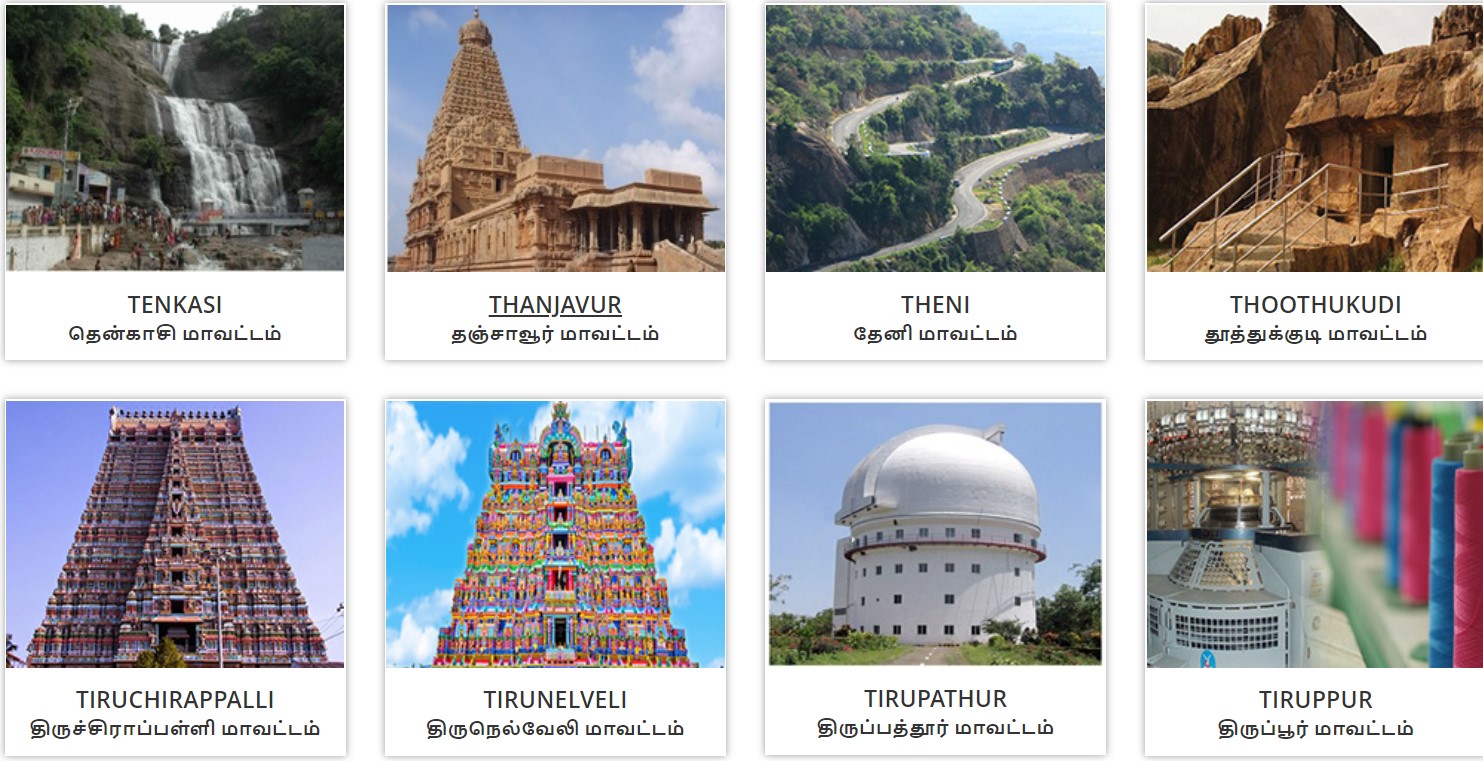 TENKASI
தென்காசி மாவட்டம்
THANJAVUR
தஞ்சாவூர் மாவட்டம்
THENI
தேனி மாவட்டம்
THOOTHUKUDI
தூத்துக்குடி மாவட்டம்
TIRUCHIRAPPALLI
திருச்சிராப்பள்ளி மாவட்டம்
TIRUNELVELI
திருநெல்வேலி மாவட்டம்
TIRUPATHUR
திருப்பத்தூர் மாவட்டம்
TIRUPPUR
திருப்பூர் மாவட்டம்